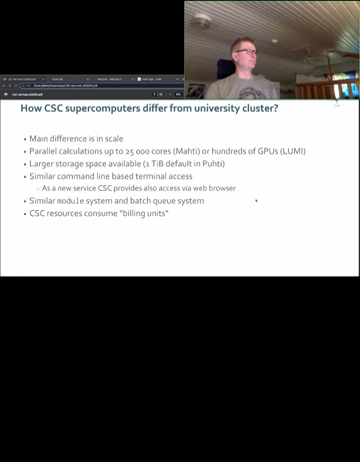 How CSC supercomputers differ from university cluster?
Main difference is in scale
Parallel calculations up to 25 000 cores (Mahti) or hundreds of GPUs (LUMI)
Larger storage space available (1 TiB default in Puhti)
Similar command line based terminal access
As a new service CSC provides also access via web browser
Similar module system and batch queue system
CSC resources consume "billing units"